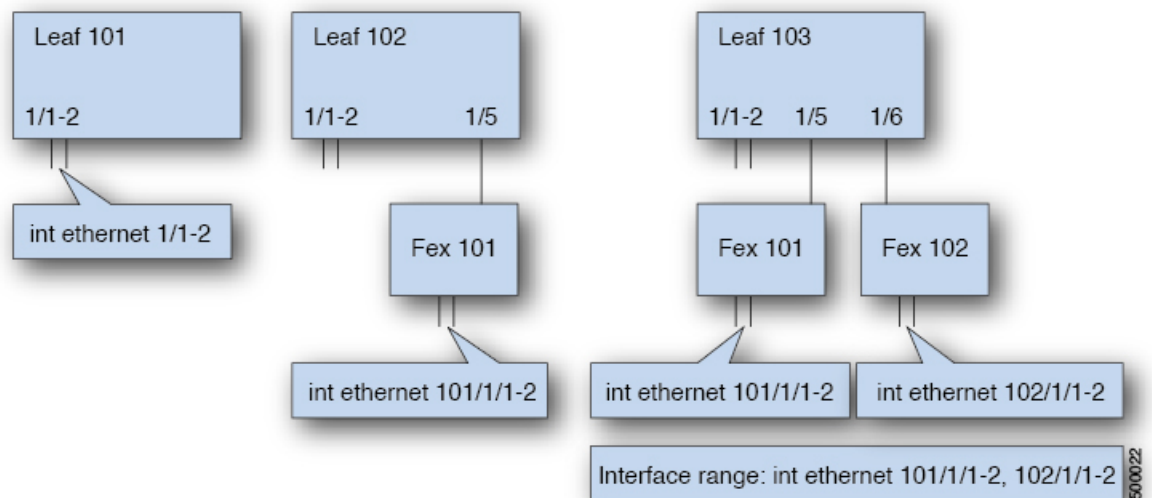 Leaf 101
1/1-2
int ethernet 1/1-2
Leaf 102
1/1-2 1/5
Fex 101
int ethernet 101/1/1-2
Leaf 103
1/1-2 1/5 1/6
Fex 101
Fex 102
int ethernet 101/1/1-2
int ethernet 102/1/1-2
Interface range: int ethernet 101/1/1-2, 102/1/1-2
500022